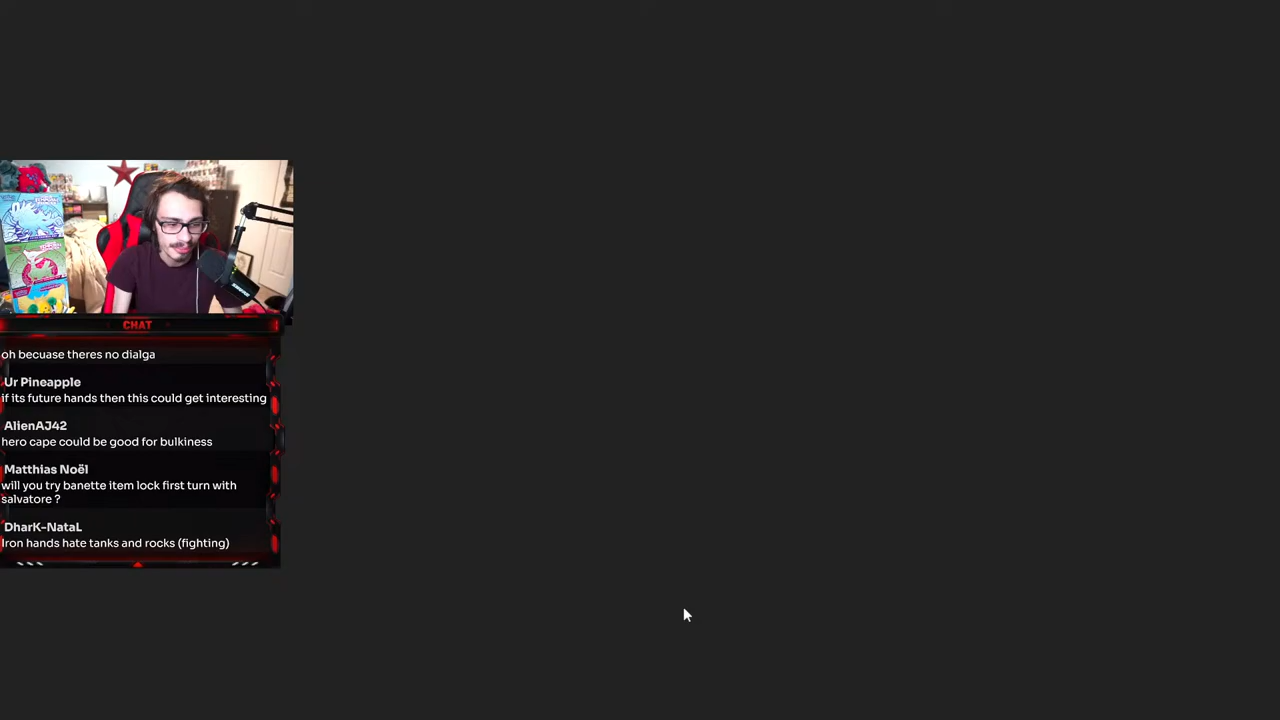 CHAT
oh becuase theres no dialga
Ur Pineapple
if its future hands then this could get interesting
AlienAJ42
hero cape could be good for bulkiness
Matthias Noël
will you try banette item lock first turn with
salvatore ?
DharK-NataL
Iron hands hate tanks and rocks (fighting)